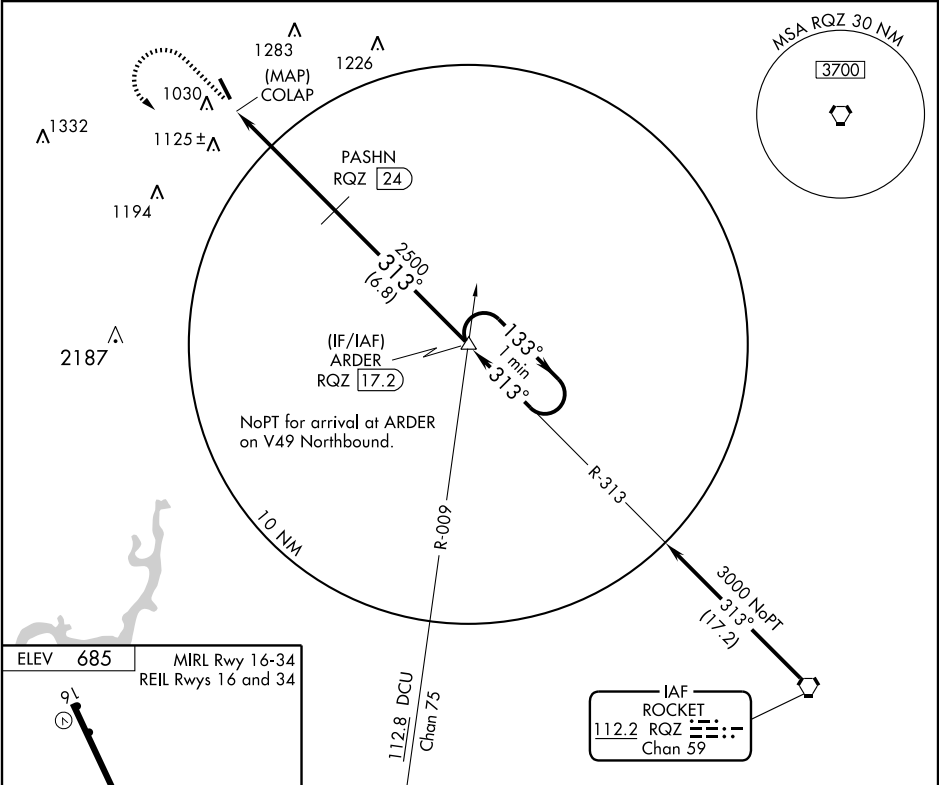 MSA RQZ 30 NM
3700
1283
1226
(MAP)
COLAP
1030
1332
1125 ±
PASHN
RQZ 24
1194
2500
313°
(6.8)
2187
(IF/IAF)
ARDER
RQZ 17.2
133°
1 min
313°
NoPT for arrival at ARDER
on V49 Northbound.
R-313
R-009
10 NM
3000 NoPT
313°
(17.2)
ELEV 685
MIRL Rwy 16-34
REIL Rwys 16 and 34
16
V
112.8 DCU
Chan 75
IAF
ROCKET
112.2 RQZ
Chan 59